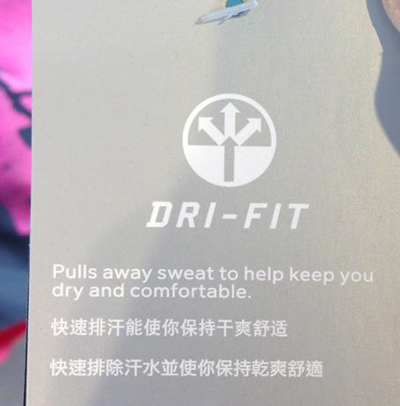 DRI-FIT
Pulls away sweat to help keep you
dry and comfortable.
快速排汗能使你保持干爽舒适
快速排除汗水並使你保持乾爽舒適